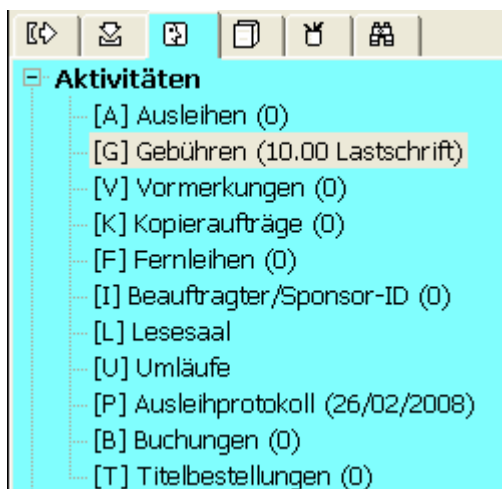 Aktivitäten
[A] Ausleihen (0)
[G] Gebühren (10.00 Lastschrift)
[V] Vormerkungen (0)
[K] Kopieraufträge (0)
[F] Fernleihen (0)
[I] Beauftragter/Sponsor-ID (0)
[L] Lesesaal
[U] Umläufe
[P] Ausleihprotokoll (26/02/2008)
[B] Buchungen (0)
[T] Titelbestellungen (0)